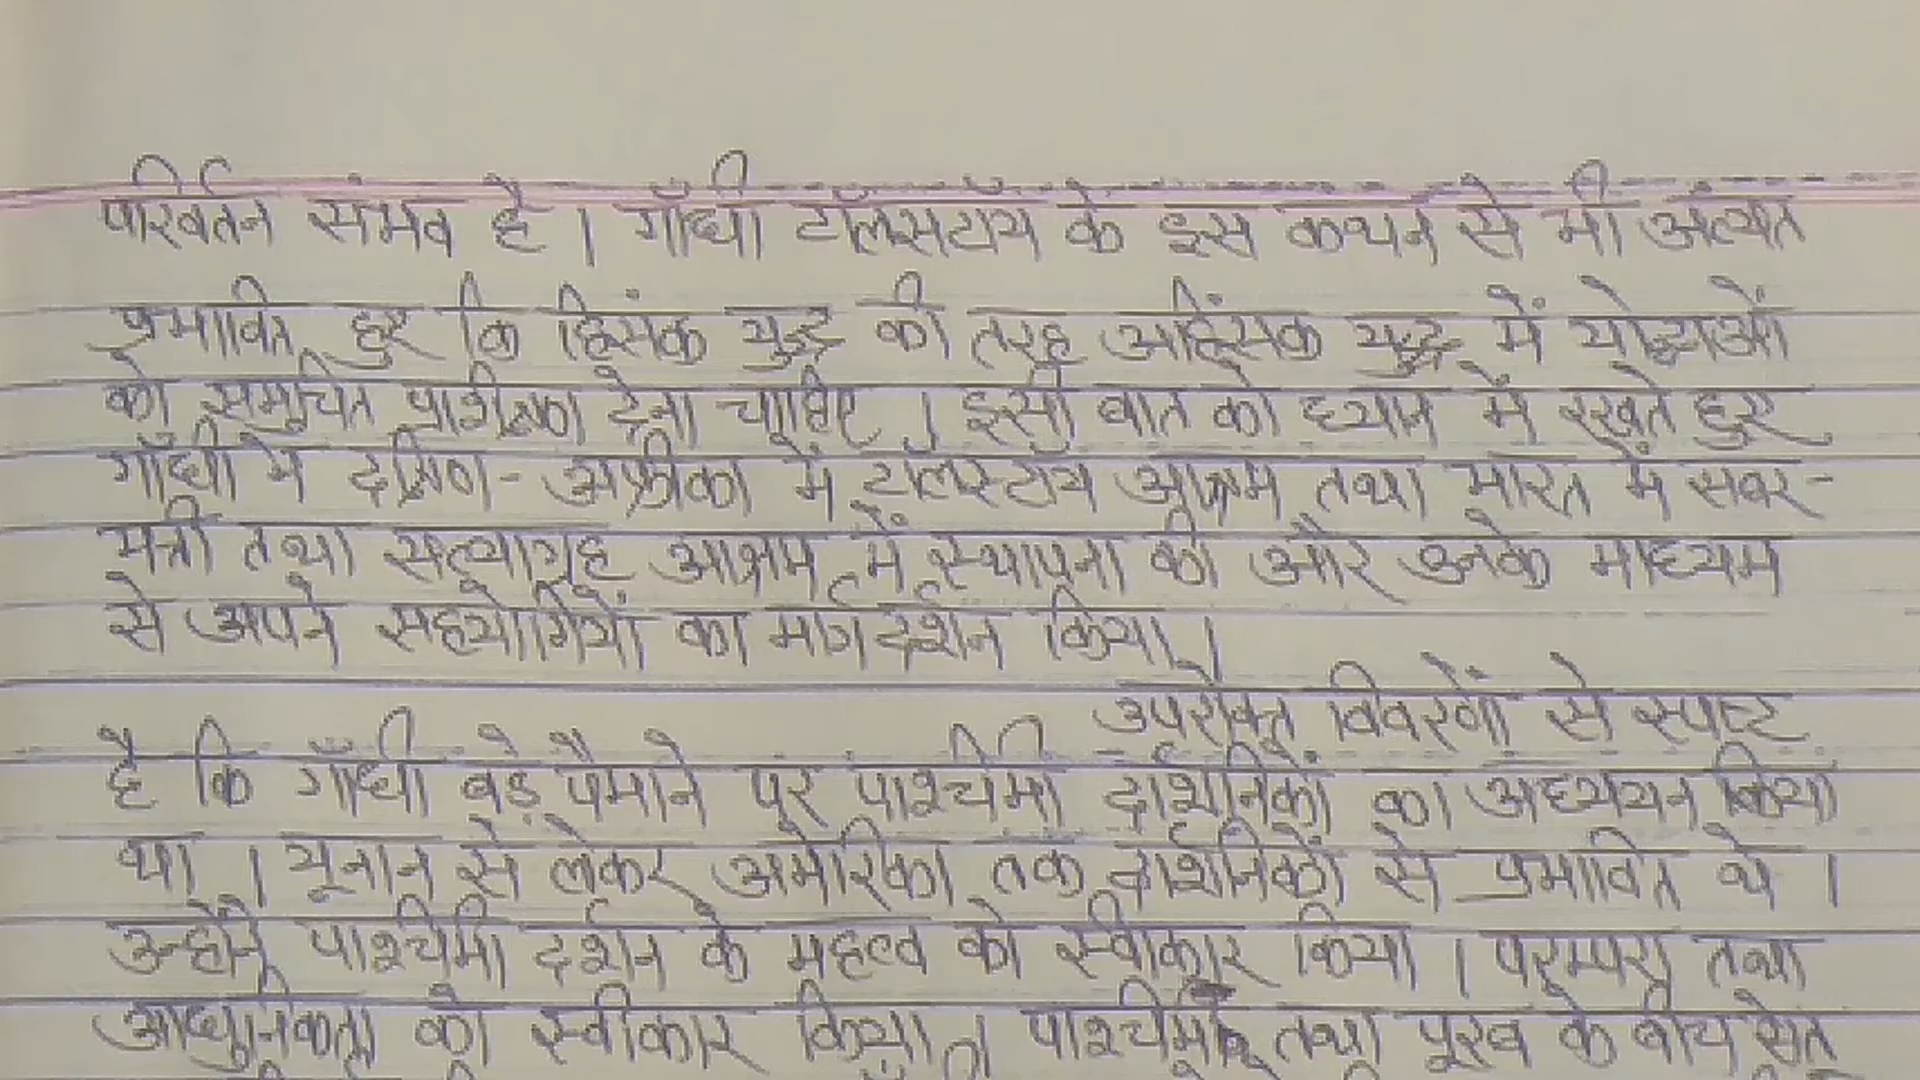 परिवर्तन संभव है। गाँधी टॉलसटॉय के इस कथन से भी अत्यंत
प्रभावित हुए कि हिंसक युद्ध की तरह अहिंसक युद्ध में योद्धाओं
को समुचित प्रशिक्षण देना चाहिए। इसी बात को ध्यान में रखते हुए
गाँधी ने दक्षिण-अफ्रीका में टॉलस्टॉय आश्रम तथा भारत में सबर-
मती तथा सत्याग्रह आश्रम में स्थापना की और उनके माध्यम
से अपने सहयोगियों का मार्गदर्शन किया।
उपरोक्त विवरणों से स्पष्ट
है कि गाँधी बड़े पैमाने पर पाश्चिमी दार्शनिकों का अध्ययन किया
था। यूनान से लेकर अमेरिका तक दार्शनिकों से प्रभावित थे।
उन्होंने पाश्चिमी दर्शन के महत्व को स्वीकार किया। परम्परा तथा
आधुनिकता को स्वीकार किया। तथा पूरब के बीच सेतु